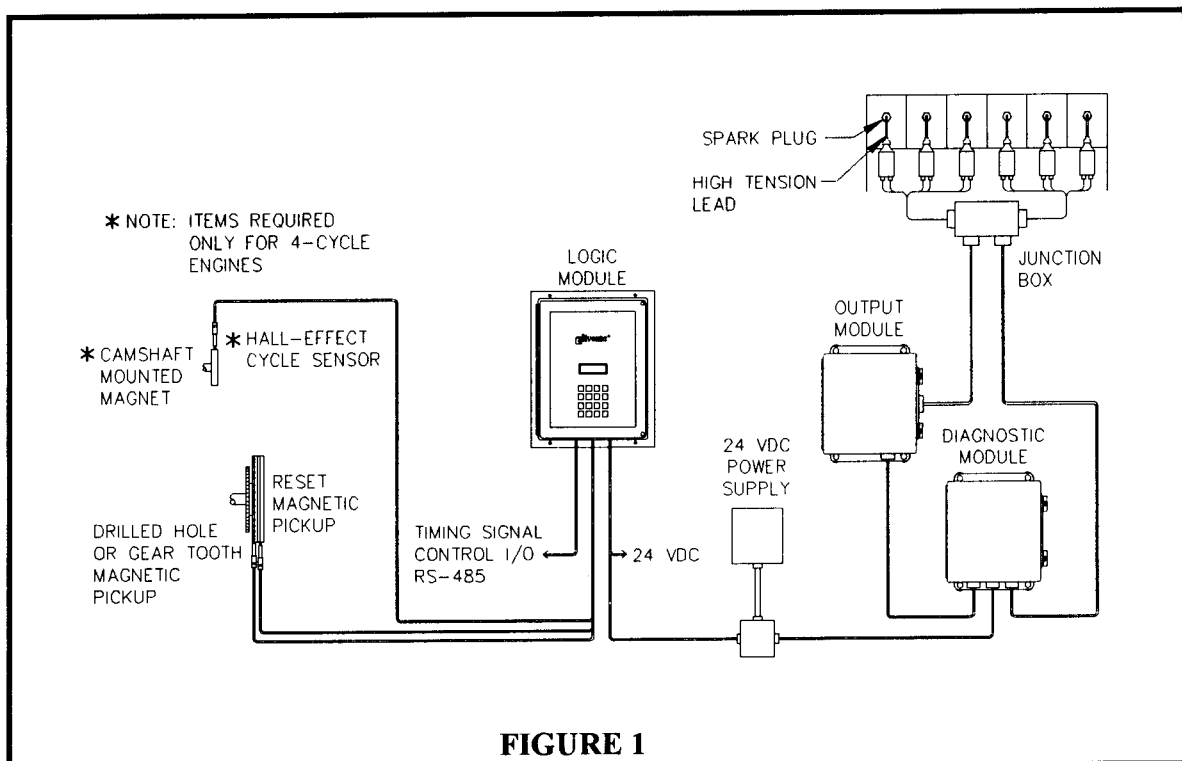 SPARK PLUG
HIGH TENSION
LEAD
* NOTE: ITEMS REQUIRED
ONLY FOR 4-CYCLE
ENGINES
LOGIC
MODULE
JUNCTION
BOX
OUTPUT
MODULE
* HALL-EFFECT
CYCLE SENSOR
* CAMSHAFT
MOUNTED
MAGNET
24 VDC
POWER
SUPPLY
DIAGNOSTIC
MODULE
RESET
MAGNETIC
PICKUP
DRILLED HOLE
OR GEAR TOOTH
MAGNETIC
PICKUP
TIMING SIGNAL
CONTROL I/O
RS-485
24 VDC
FIGURE 1